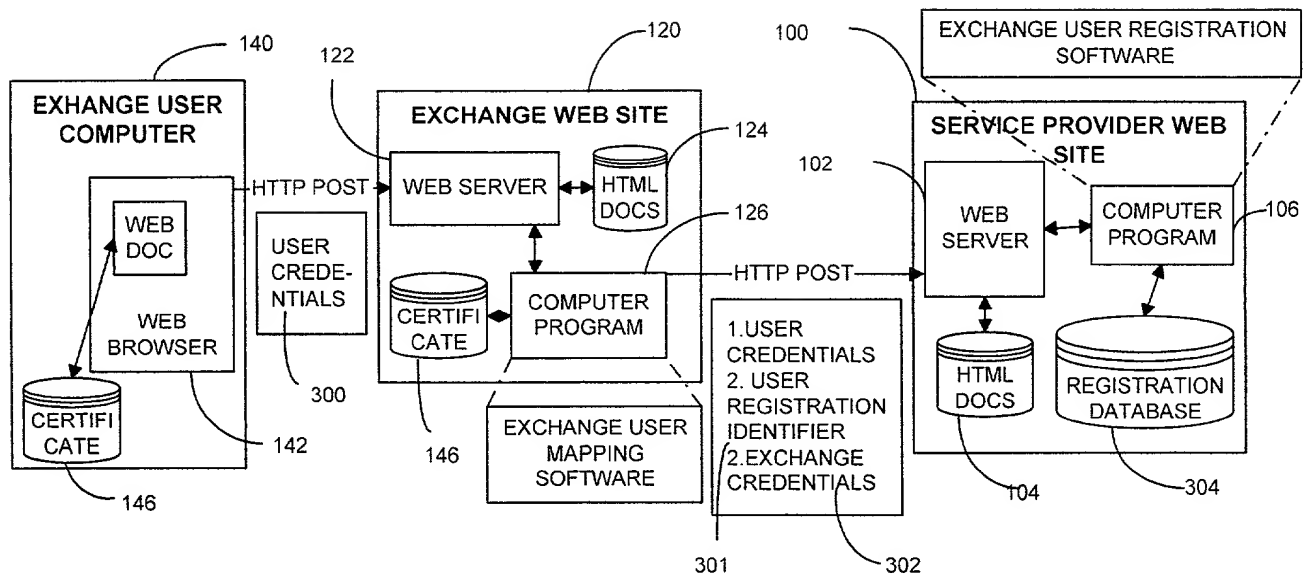 140
EXHANGE USER
COMPUTER
WEB
DOC
WEB
BROWSER
CERTIFI
CATE
142
146
HTTP POST
USER
CREDE-
NTIALS
300
120
122
EXCHANGE WEB SITE
124
WEB SERVER
HTML
DOCS
126
CERTIFI
CATE
COMPUTER
PROGRAM
146
EXCHANGE USER
MAPPING
SOFTWARE
HTTP POST
1.USER
CREDENTIALS
2. USER
REGISTRATION
IDENTIFIER
2.EXCHANGE
CREDENTIALS
301
302
100
EXCHANGE USER REGISTRATION
SOFTWARE
SERVICE PROVIDER WEB
SITE
102
WEB
SERVER
COMPUTER
PROGRAM
106
HTML
DOCS
REGISTRATION
DATABASE
104
304